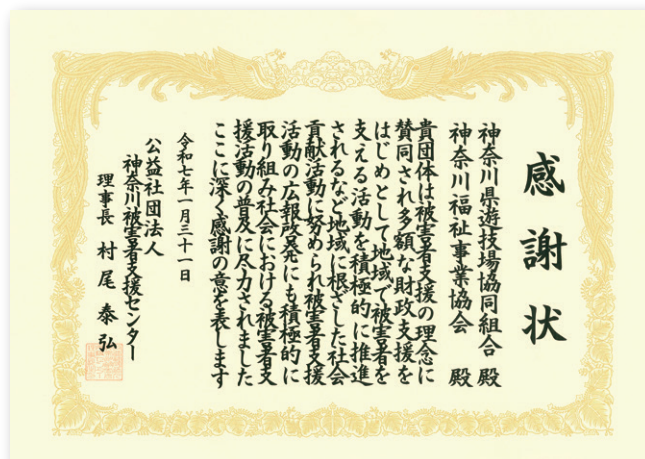 感謝状
神奈川県遊技場協同組合 殿
神奈川福祉事業協会 殿
貴団体は被害者支援の理念に
賛同され多額な財政支援を
はじめとして地域で被害者を
支える活動を積極的に推進
されるなど地域に根ざした社会
貢献活動に努められ被害者支援
活動の広報啓発にも積極的に
取り組み社会における被害者支
援活動の普及に尽力されました
ここに深く感謝の意を表します
令和七年一月三十一日
公益社団法人
神奈川被害者支援センター
理事長 村尾泰弘